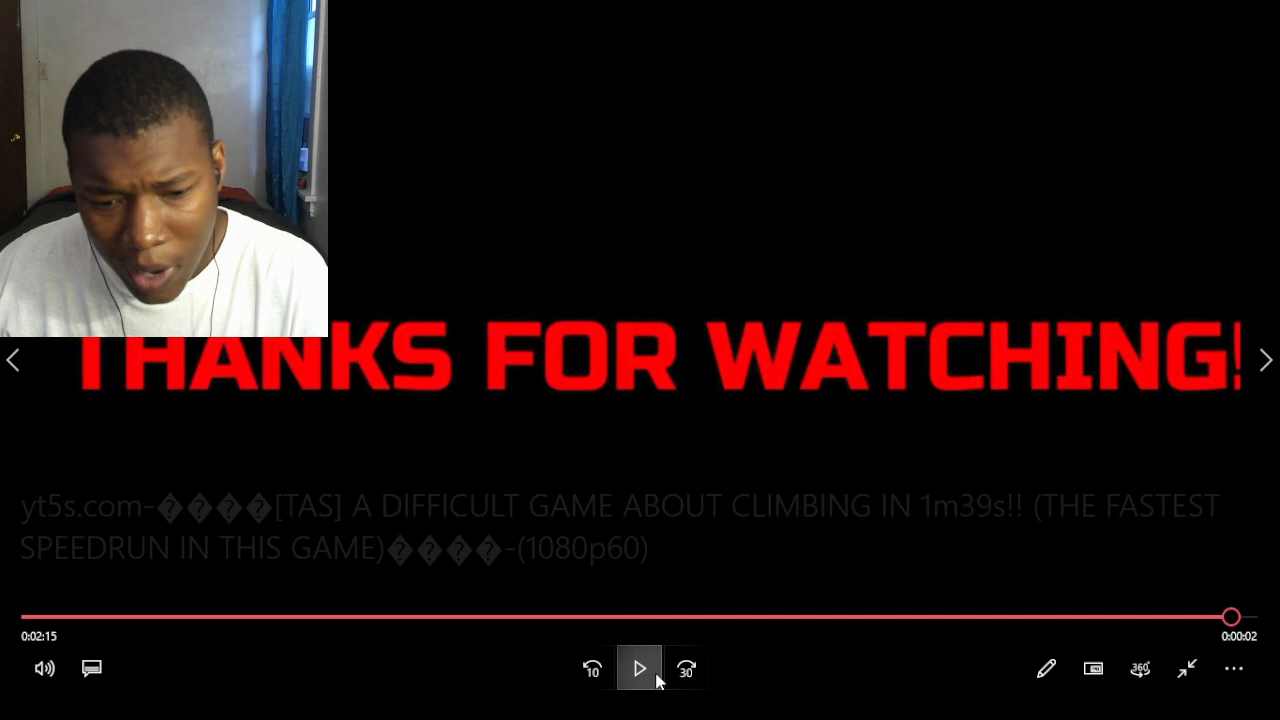 THANKS FOR WATCHING!
yt5s.com-����[TAS] A DIFFICULT GAME ABOUT CLIMBING IN 1m39s!! (THE FASTEST
SPEEDRUN IN THIS GAME)����-(1080p60)
0:02:15
0:00:02
10
30
360°